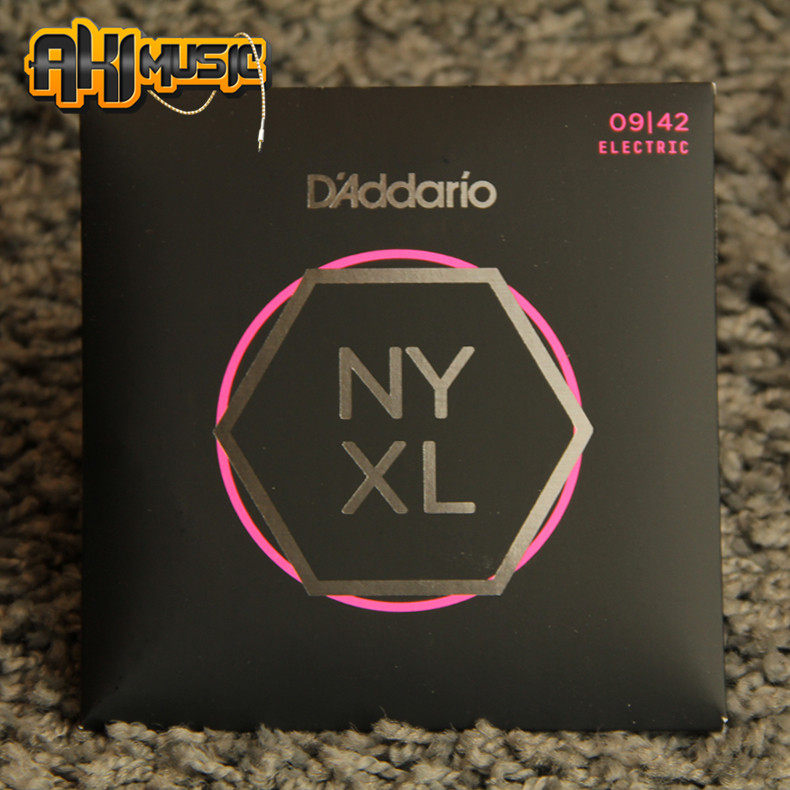 AKIMUSIC
09|42
ELECTRIC
D'Addario
NY
XL